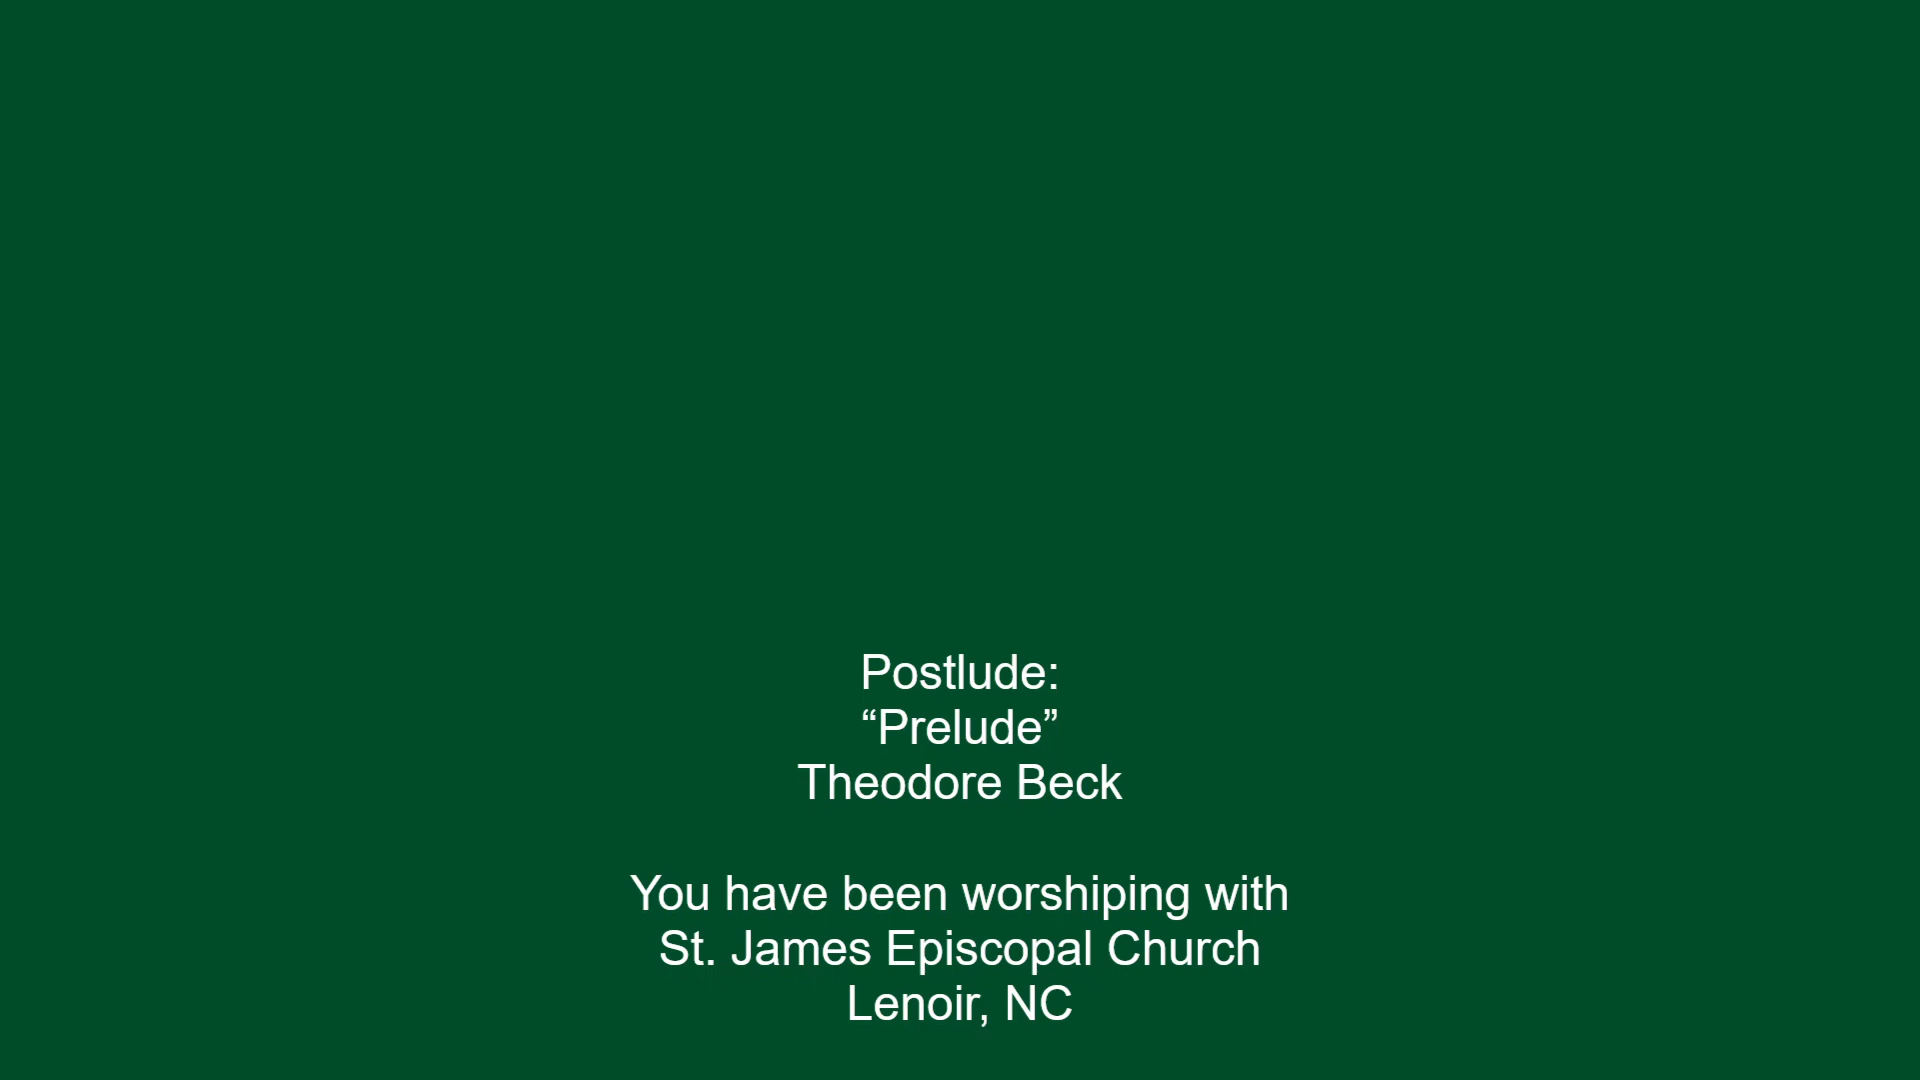 Postlude:
“Prelude”
Theodore Beck
You have been worshiping with
St. James Episcopal Church
Lenoir, NC